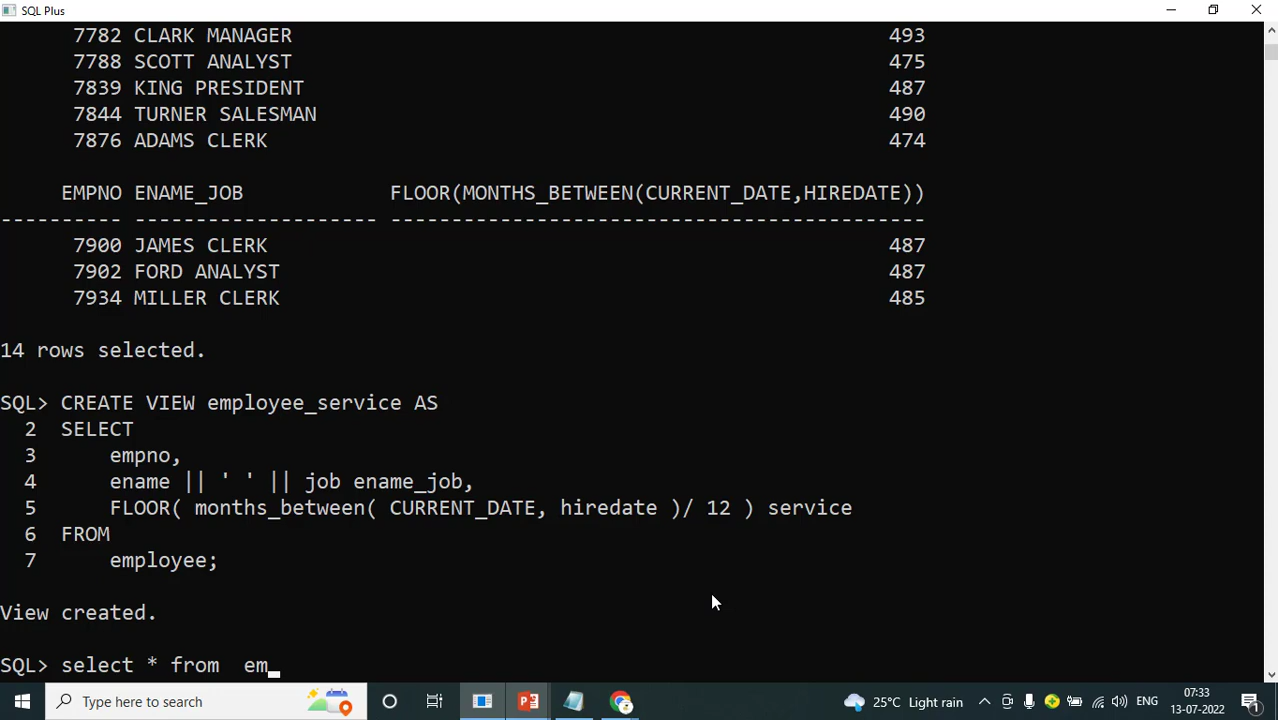 SQL Plus
7782 CLARK MANAGER 493
7788 SCOTT ANALYST 475
7839 KING PRESIDENT 487
7844 TURNER SALESMAN 490
7876 ADAMS CLERK 474
EMPNO ENAME_JOB FLOOR(MONTHS_BETWEEN(CURRENT_DATE,HIREDATE))
---------- -------------------- --------------------------------------------
7900 JAMES CLERK 487
7902 FORD ANALYST 487
7934 MILLER CLERK 485
14 rows selected.
SQL> CREATE VIEW employee_service AS
2 SELECT
3 empno,
4 ename || ' ' || job ename_job,
5 FLOOR( months_between( CURRENT_DATE, hiredate )/ 12 ) service
6 FROM
7 employee;
View created.
SQL> select * from  em_
Type here to search 25°C Light rain ENG 07:33
13-07-2022 1